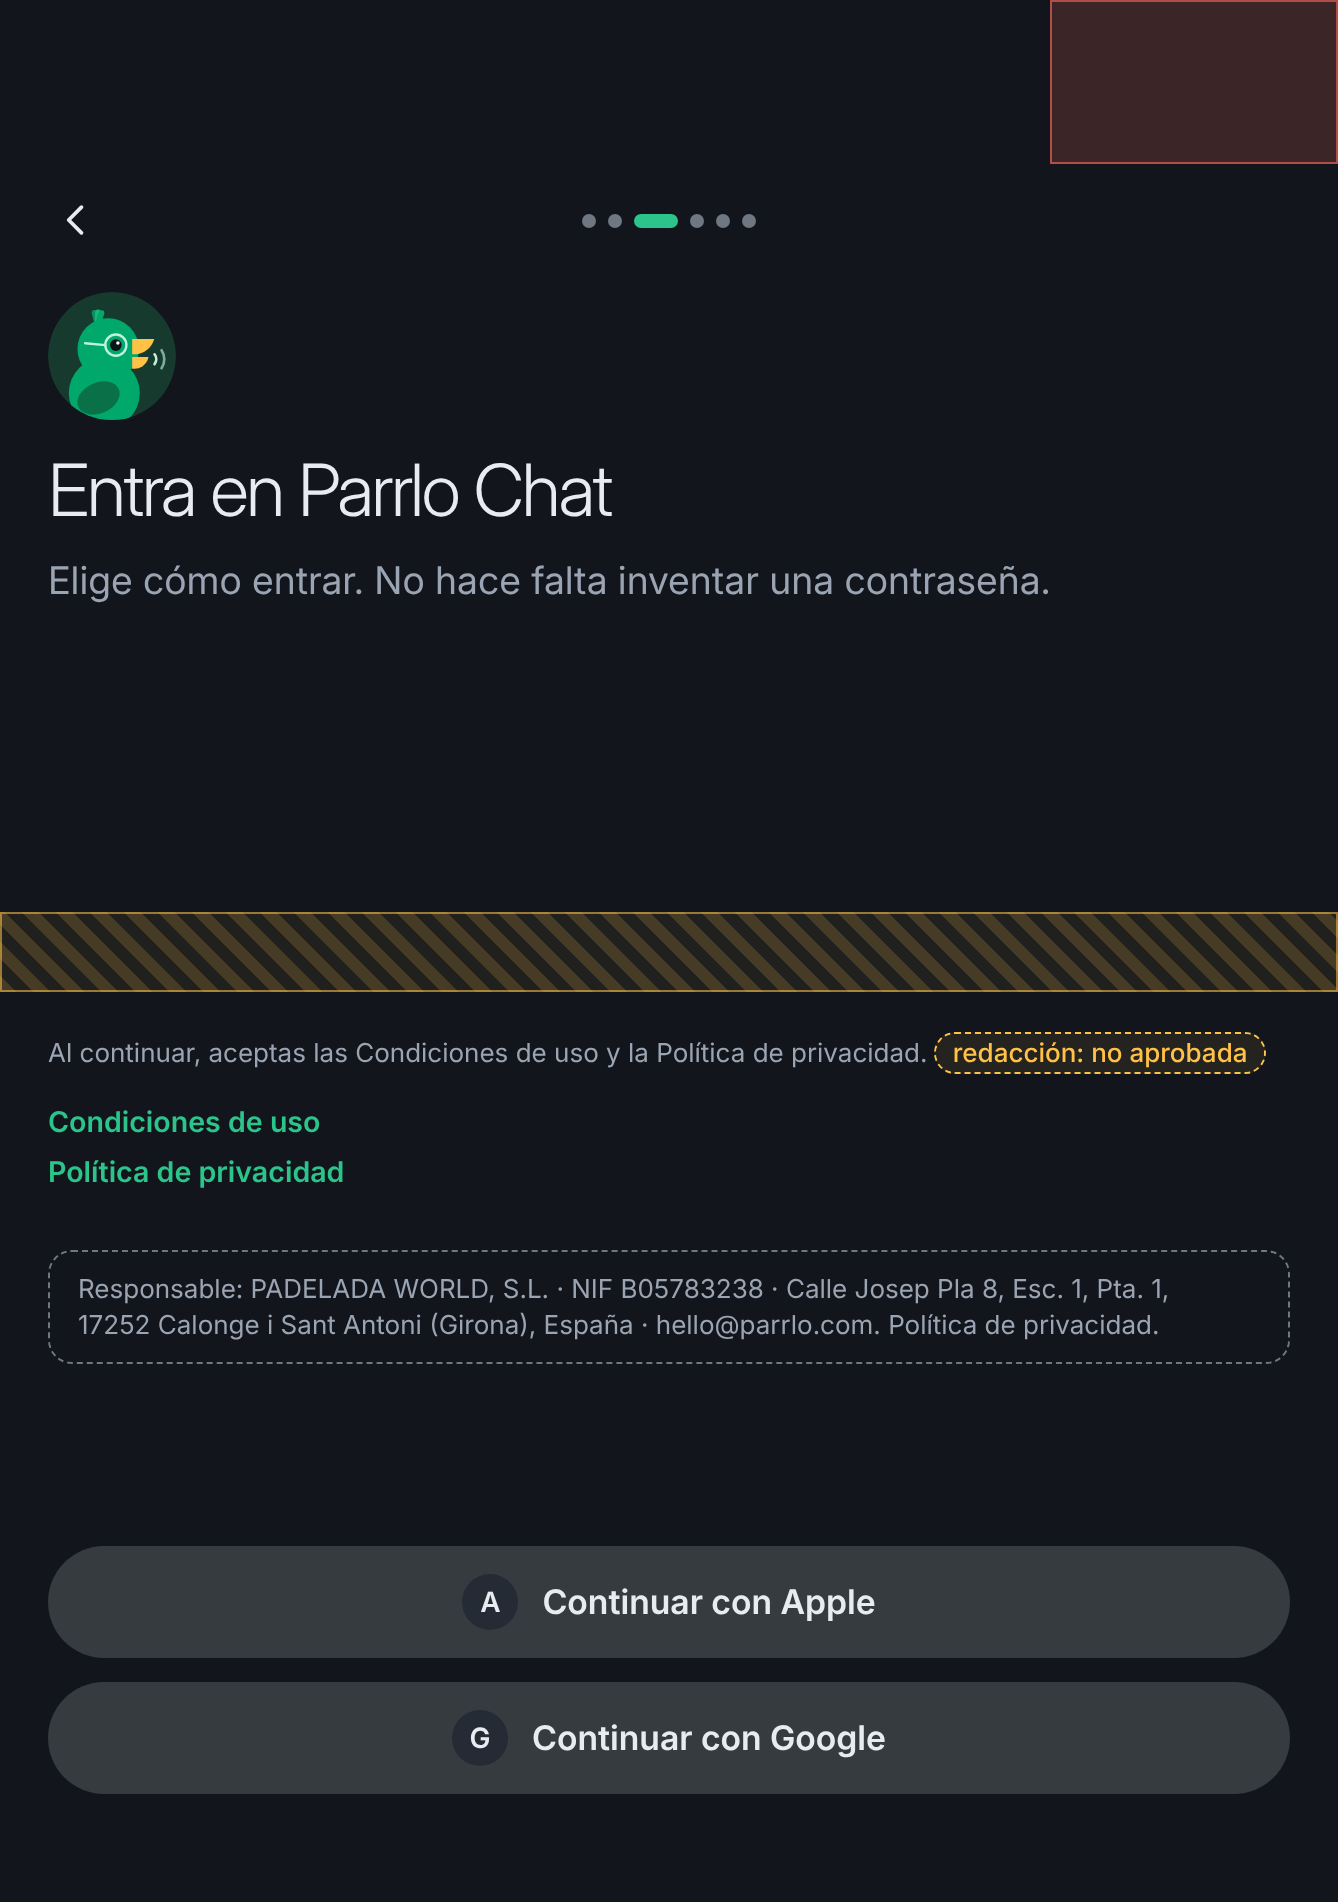 Entra en Parrlo Chat
Elige cómo entrar. No hace falta inventar una contraseña.
Al continuar, aceptas las Condiciones de uso y la Política de privacidad. redacción: no aprobada
Condiciones de uso
Política de privacidad
Responsable: PADELADA WORLD, S.L. · NIF B05783238 · Calle Josep Pla 8, Esc. 1, Pta. 1,
17252 Calonge i Sant Antoni (Girona), España · hello@parrlo.com. Política de privacidad.
A Continuar con Apple
G Continuar con Google